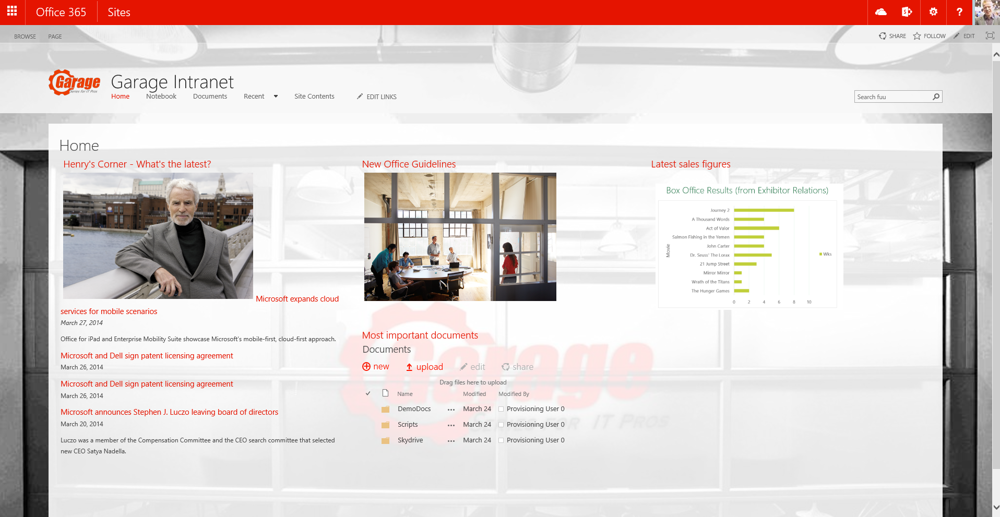 Office 365
Sites
?
BROWSE
PAGE
SHARE
FOLLOW
EDIT
Garage
Series for IT Pros
Garage Intranet
Home
Notebook
Documents
Recent
Site Contents
EDIT LINKS
Search fuu
Home
Henry's Corner - What's the latest?
Microsoft expands cloud
services for mobile scenarios
March 27, 2014
Office for iPad and Enterprise Mobility Suite showcase Microsoft's mobile-first, cloud-first approach.
Microsoft and Dell sign patent licensing agreement
March 26, 2014
Microsoft and Dell sign patent licensing agreement
March 26, 2014
Microsoft announces Stephen J. Luczo leaving board of directors
March 20, 2014
Luczo was a member of the Compensation Committee and the CEO search committee that selected
new CEO Satya Nadella.
New Office Guidelines
Most important documents
Documents
new
upload
edit
share
Drag files here to upload
Name Modified Modified By
DemoDocs ... March 24 Provisioning User 0
Scripts ... March 24 Provisioning User 0
Skydrive ... March 24 Provisioning User 0
Garage
SERIES FOR IT PROS
Latest sales figures
Box Office Results (from Exhibitor Relations)
Movie
Journey 2
A Thousand Words
Act of Valor
Salmon Fishing in the Yemen
John Carter
Dr. Seuss' The Lorax
21 Jump Street
Mirror Mirror
Wrath of the Titans
The Hunger Games
0 2 4 6 8 10
Wks